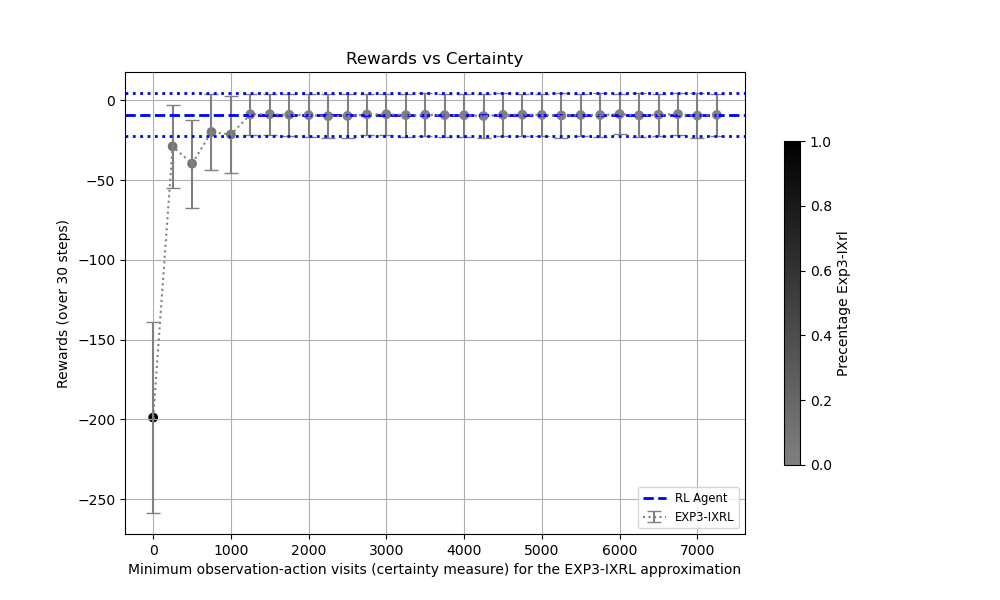 Rewards vs Certainty
Rewards (over 30 steps)
0
−50
−100
−150
−200
−250
0 1000 2000 3000 4000 5000 6000 7000
Minimum observation-action visits (certainty measure) for the EXP3-IXRL approximation
RL Agent
EXP3-IXRL
1.0
0.8
0.6
0.4
0.2
0.0
Precentage Exp3-IXrl